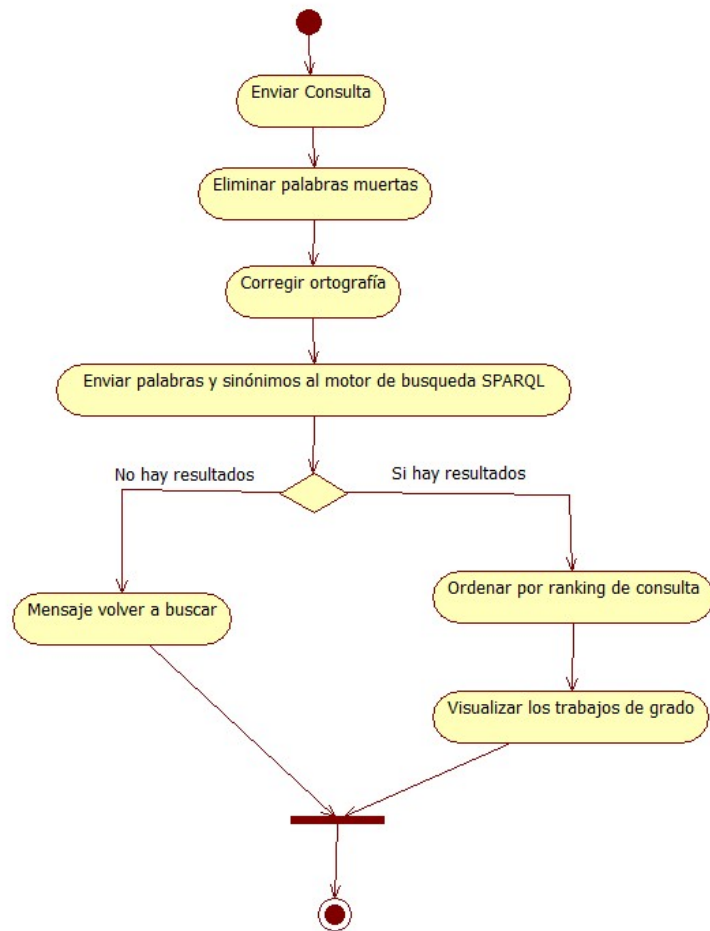 Enviar Consulta
Eliminar palabras muertas
Corregir ortografía
Enviar palabras y sinónimos al motor de busqueda SPARQL
No hay resultados
Si hay resultados
Ordenar por ranking de consulta
Mensaje volver a buscar
Visualizar los trabajos de grado